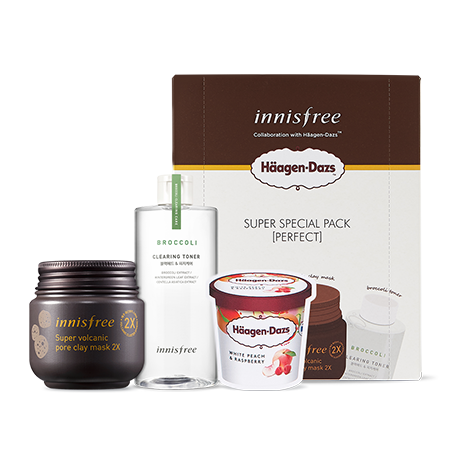 innisfree
Collaboration with Häagen-Dazs™
Häagen-Dazs
SUPER SPECIAL PACK
[PERFECT]
clay mask
broccoli toner
BROCCOLI
CLEARING TONER
innisfree
Häagen-Dazs
WHITE PEACH
& RASPBERRY
innisfree 2X
Super volcanic
pore clay mask 2X
innisfree 2X
volcanic
clay mask 2X
BROCCOLI
CLEARING TONER